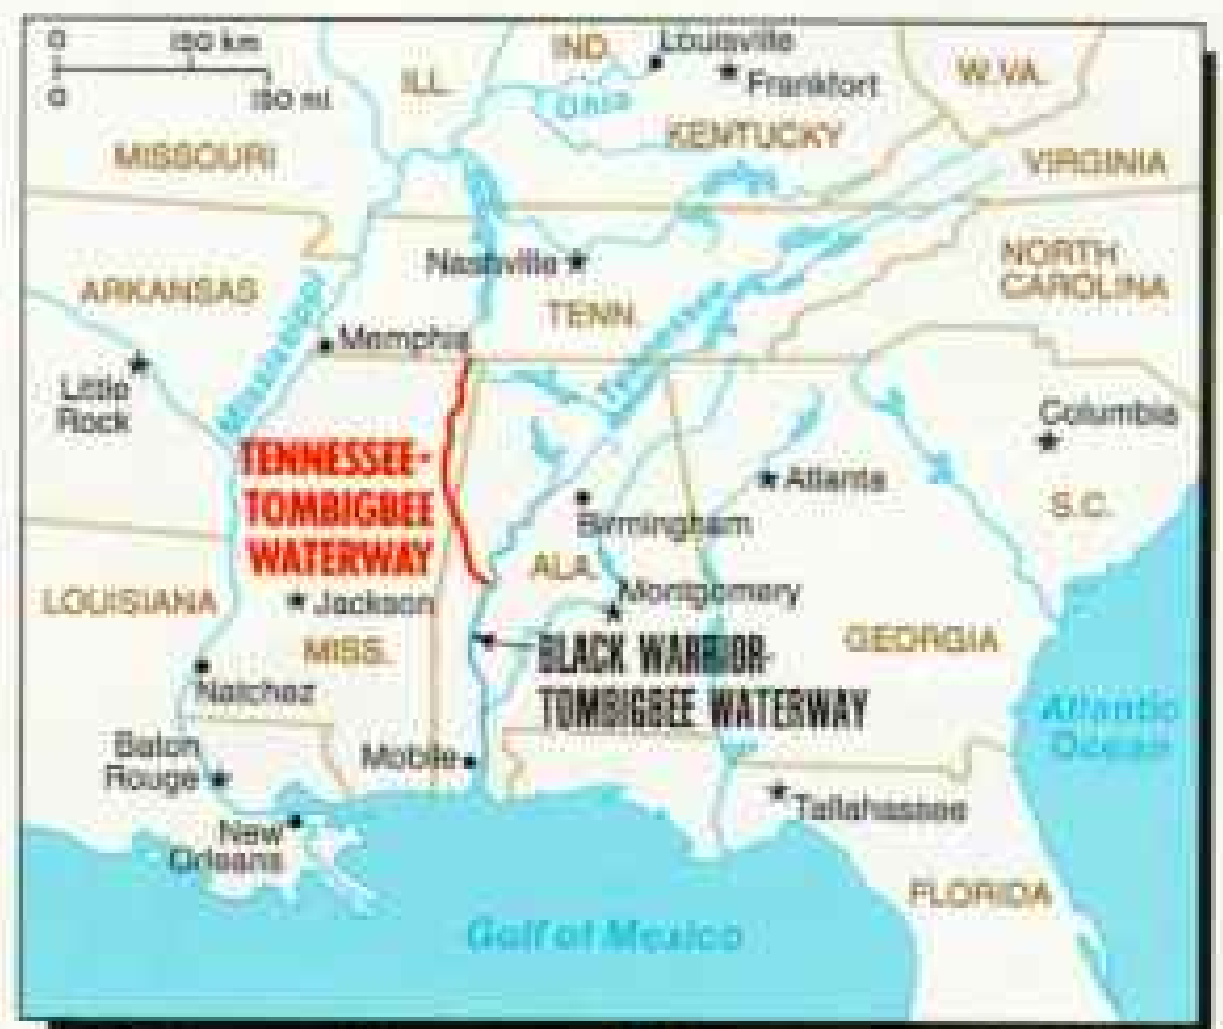 0 150 km
0 150 mi
ILL.
IND.
Louisville
Frankfort
W.VA.
Ohio
KENTUCKY
MISSOURI
VIRGINIA
Nashville
NORTH
CAROLINA
ARKANSAS
TENN.
Mississippi
Tennessee
Memphis
Little
Rock
Columbia
TENNESSEE-
TOMBIGBEE
WATERWAY
Atlanta
S.C.
Birmingham
ALA.
LOUISIANA
Jackson
Montgomery
MISS.
GEORGIA
BLACK WARRIOR-
TOMBIGBEE WATERWAY
Natchez
Atlantic
Ocean
Baton
Rouge
Mobile
Tallahassee
New
Orleans
FLORIDA
Gulf of Mexico